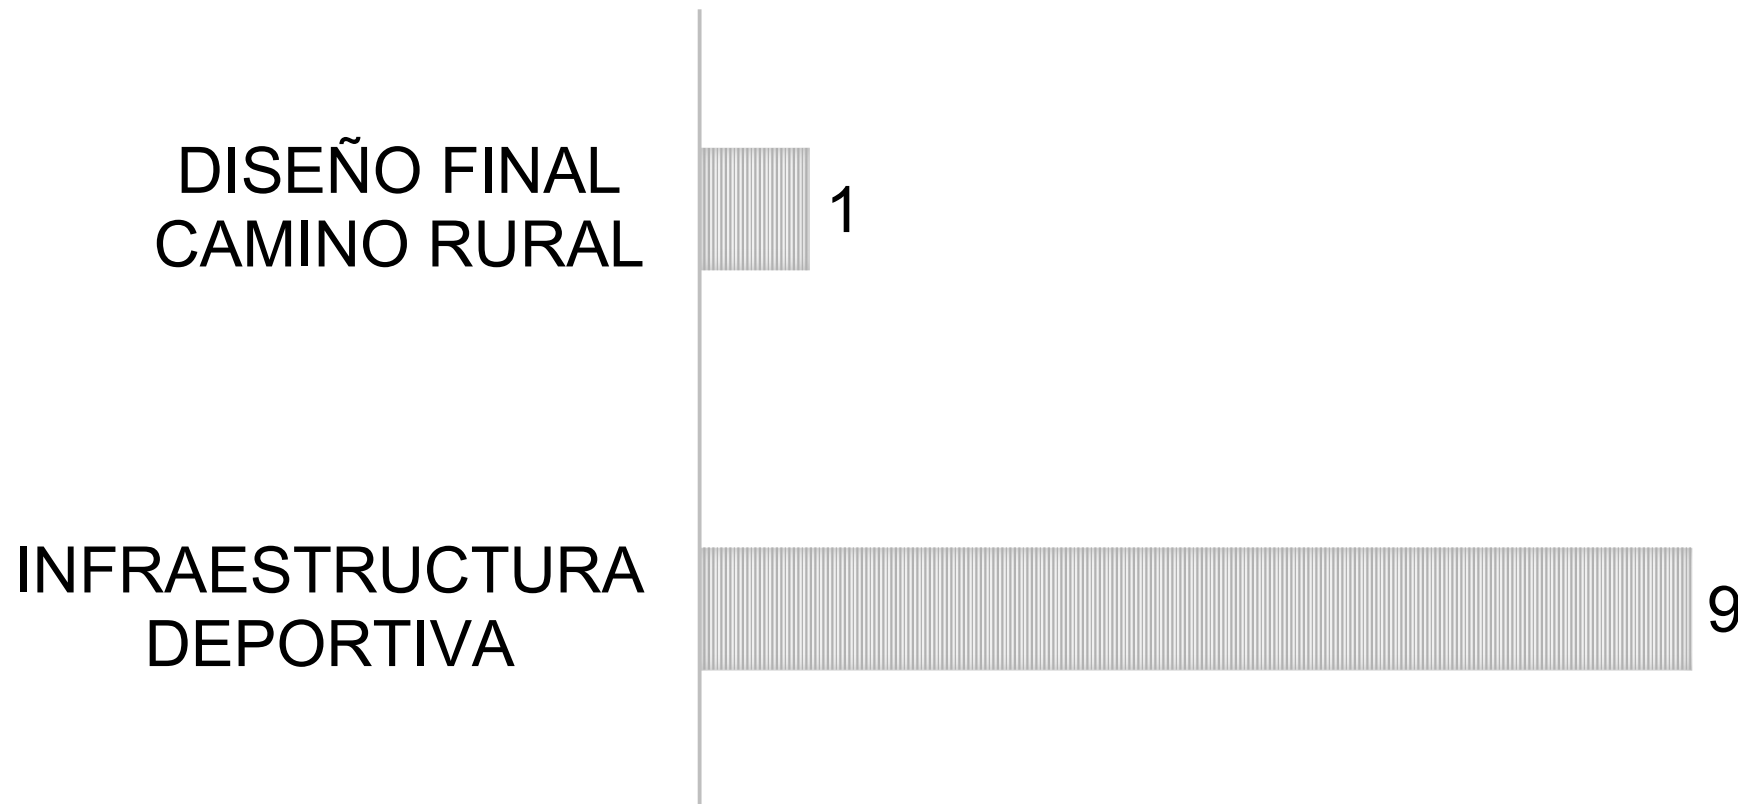 DISEÑO FINAL
CAMINO RURAL
1
INFRAESTRUCTURA
DEPORTIVA
9